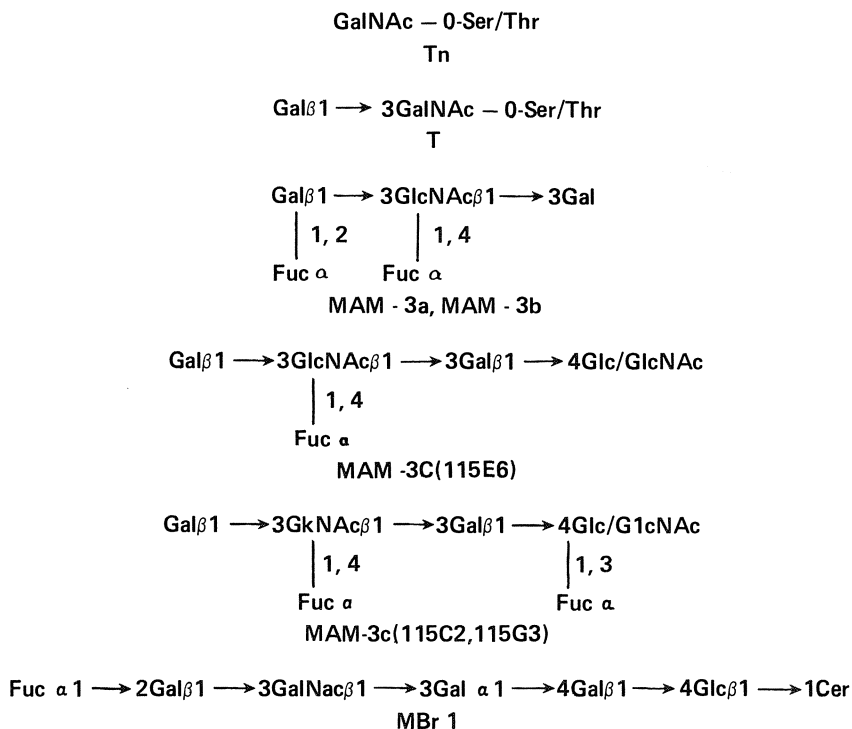 GalNAc – O-Ser/Thr
Tn
Galβ1 → 3GalNAc – O-Ser/Thr
T
Galβ1 → 3GlcNAcβ1 → 3Gal
1, 2 1, 4
Fuc α Fuc α
MAM - 3a, MAM - 3b
Galβ1 → 3GlcNAcβ1 → 3Galβ1 → 4Glc/GlcNAc
1, 4
Fuc α
MAM -3C(115E6)
Galβ1 → 3GkNAcβ1 → 3Galβ1 → 4Glc/G1cNAc
1, 4 1, 3
Fuc α Fuc α
MAM-3c(115C2,115G3)
Fuc α1 → 2Galβ1 → 3GalNacβ1 → 3Gal α1 → 4Galβ1 → 4Glcβ1 → 1Cer
MBr 1